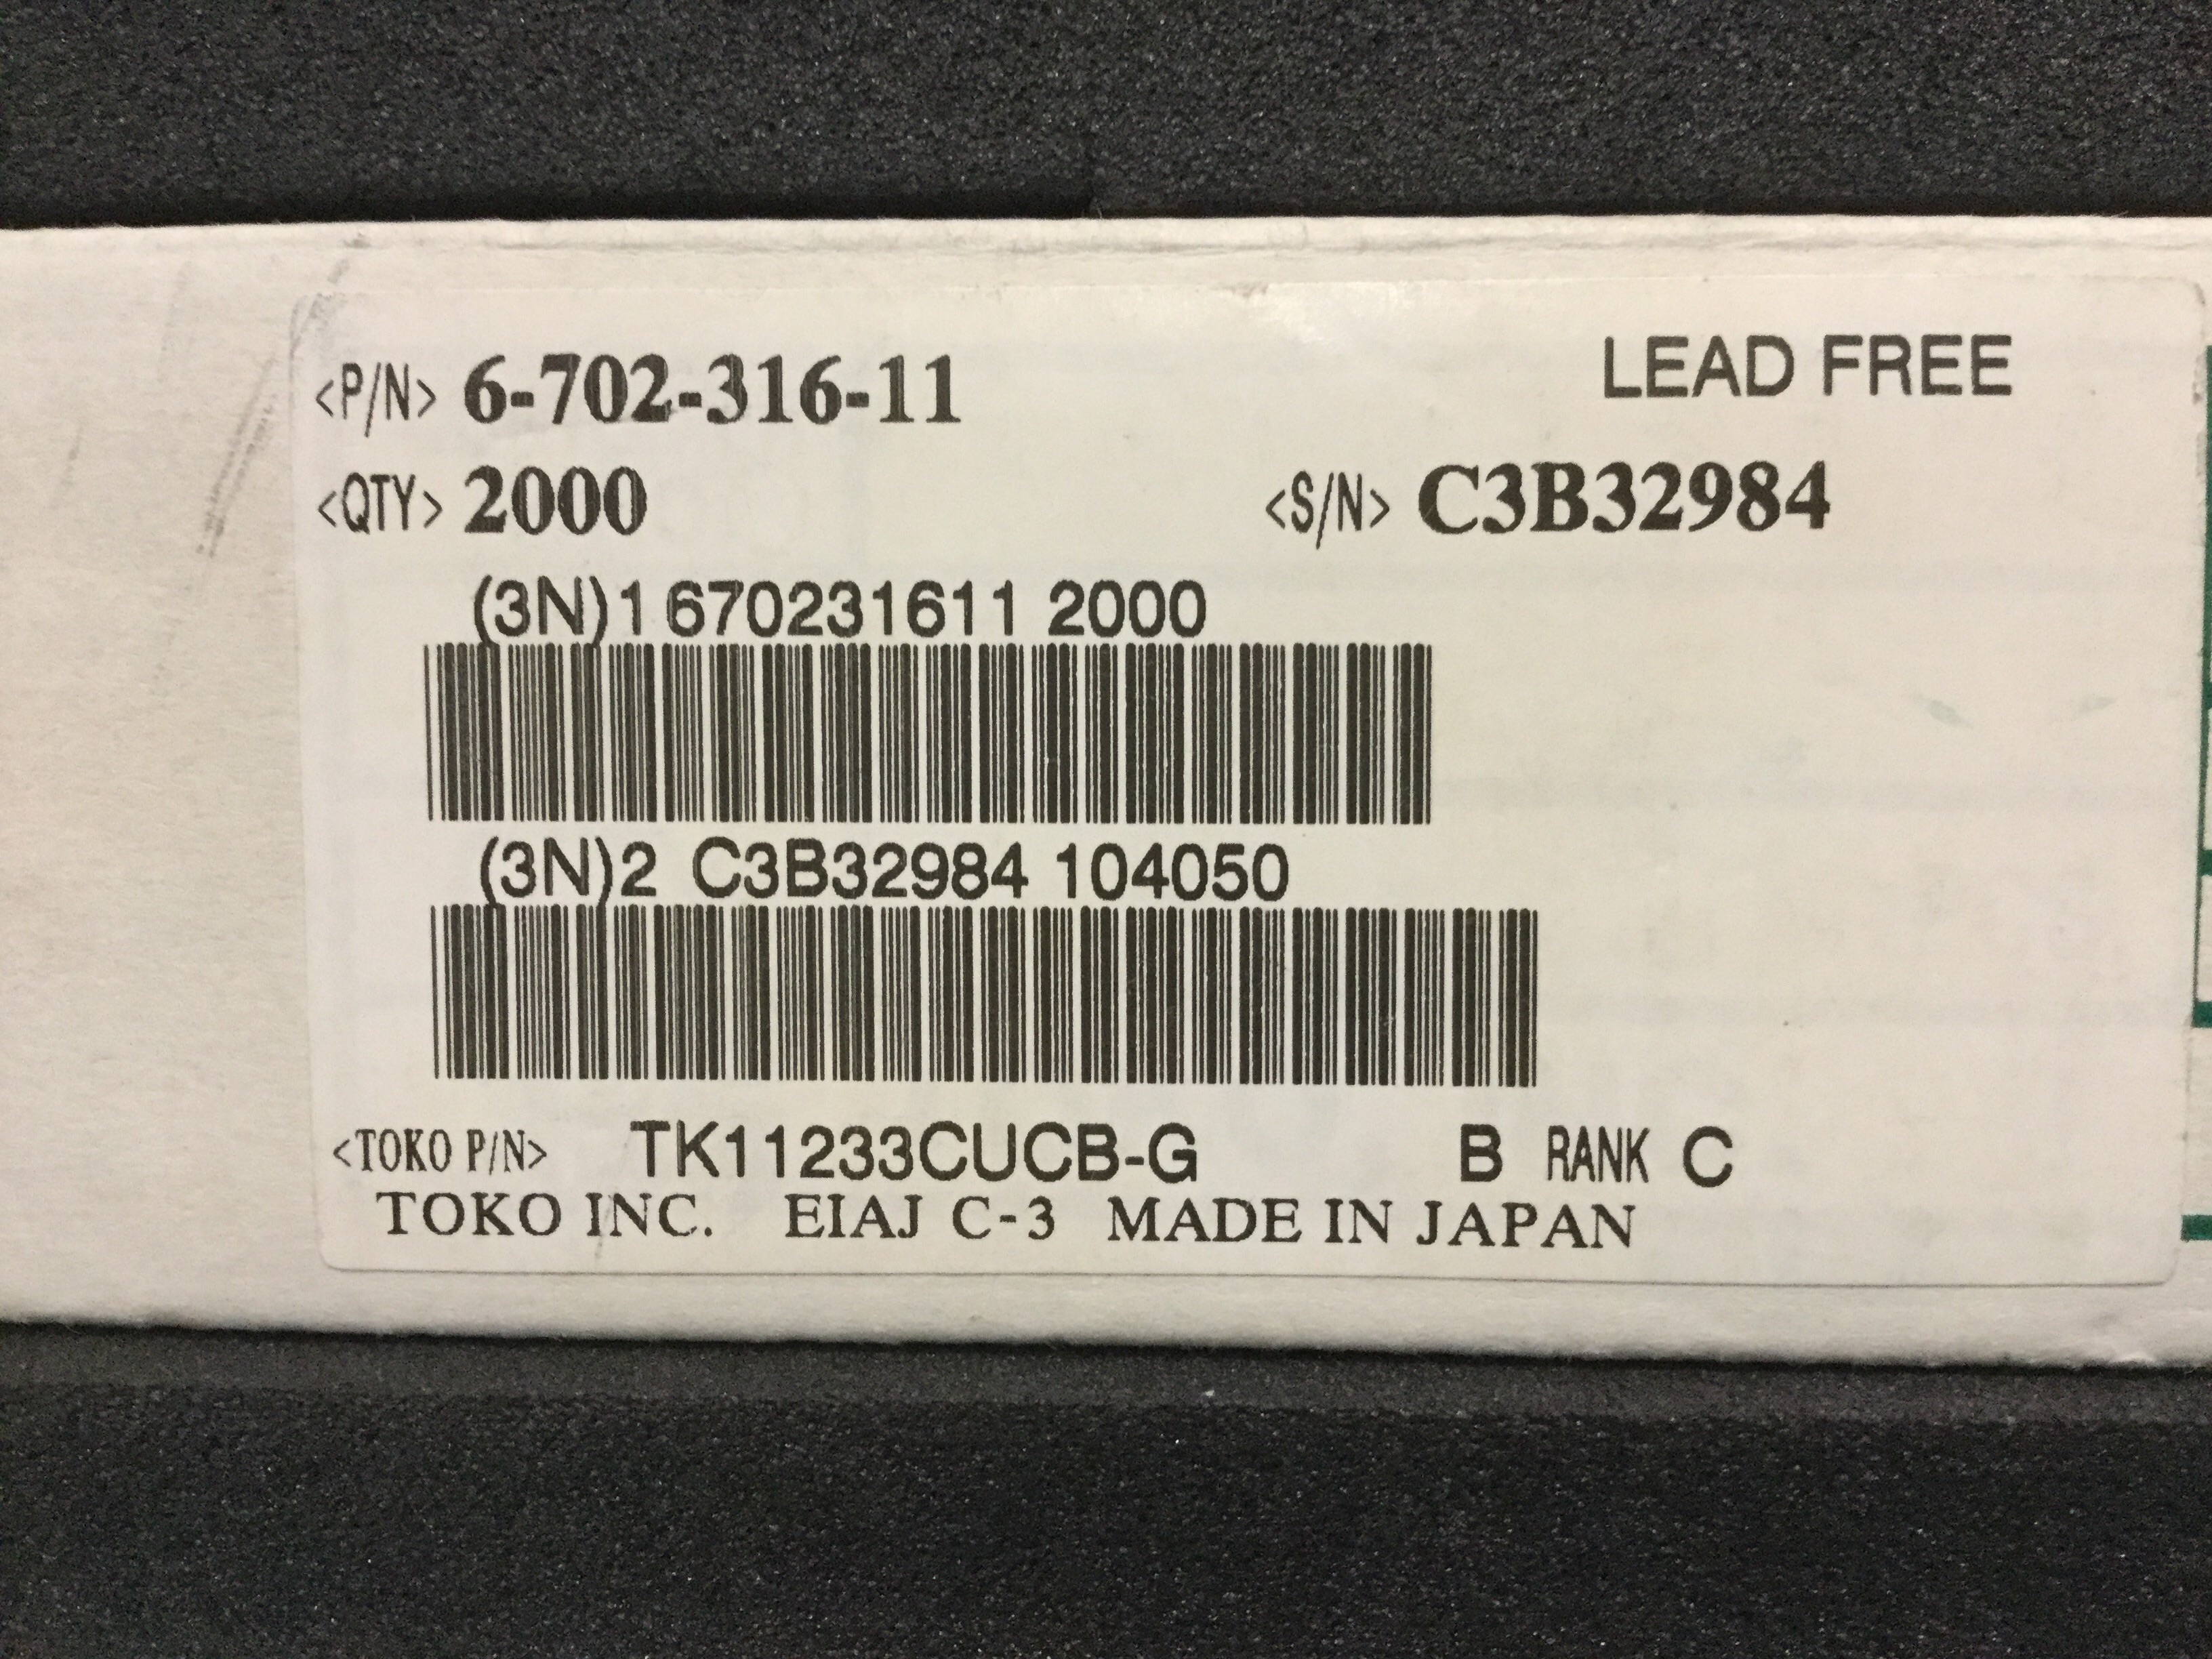 <P/N> 6-702-316-11
LEAD FREE
<QTY> 2000
<S/N> C3B32984
(3N)1 670231611 2000
(3N)2 C3B32984 104050
<TOKO P/N> TK11233CUCB-G B RANK C
TOKO INC. EIAJ C-3 MADE IN JAPAN